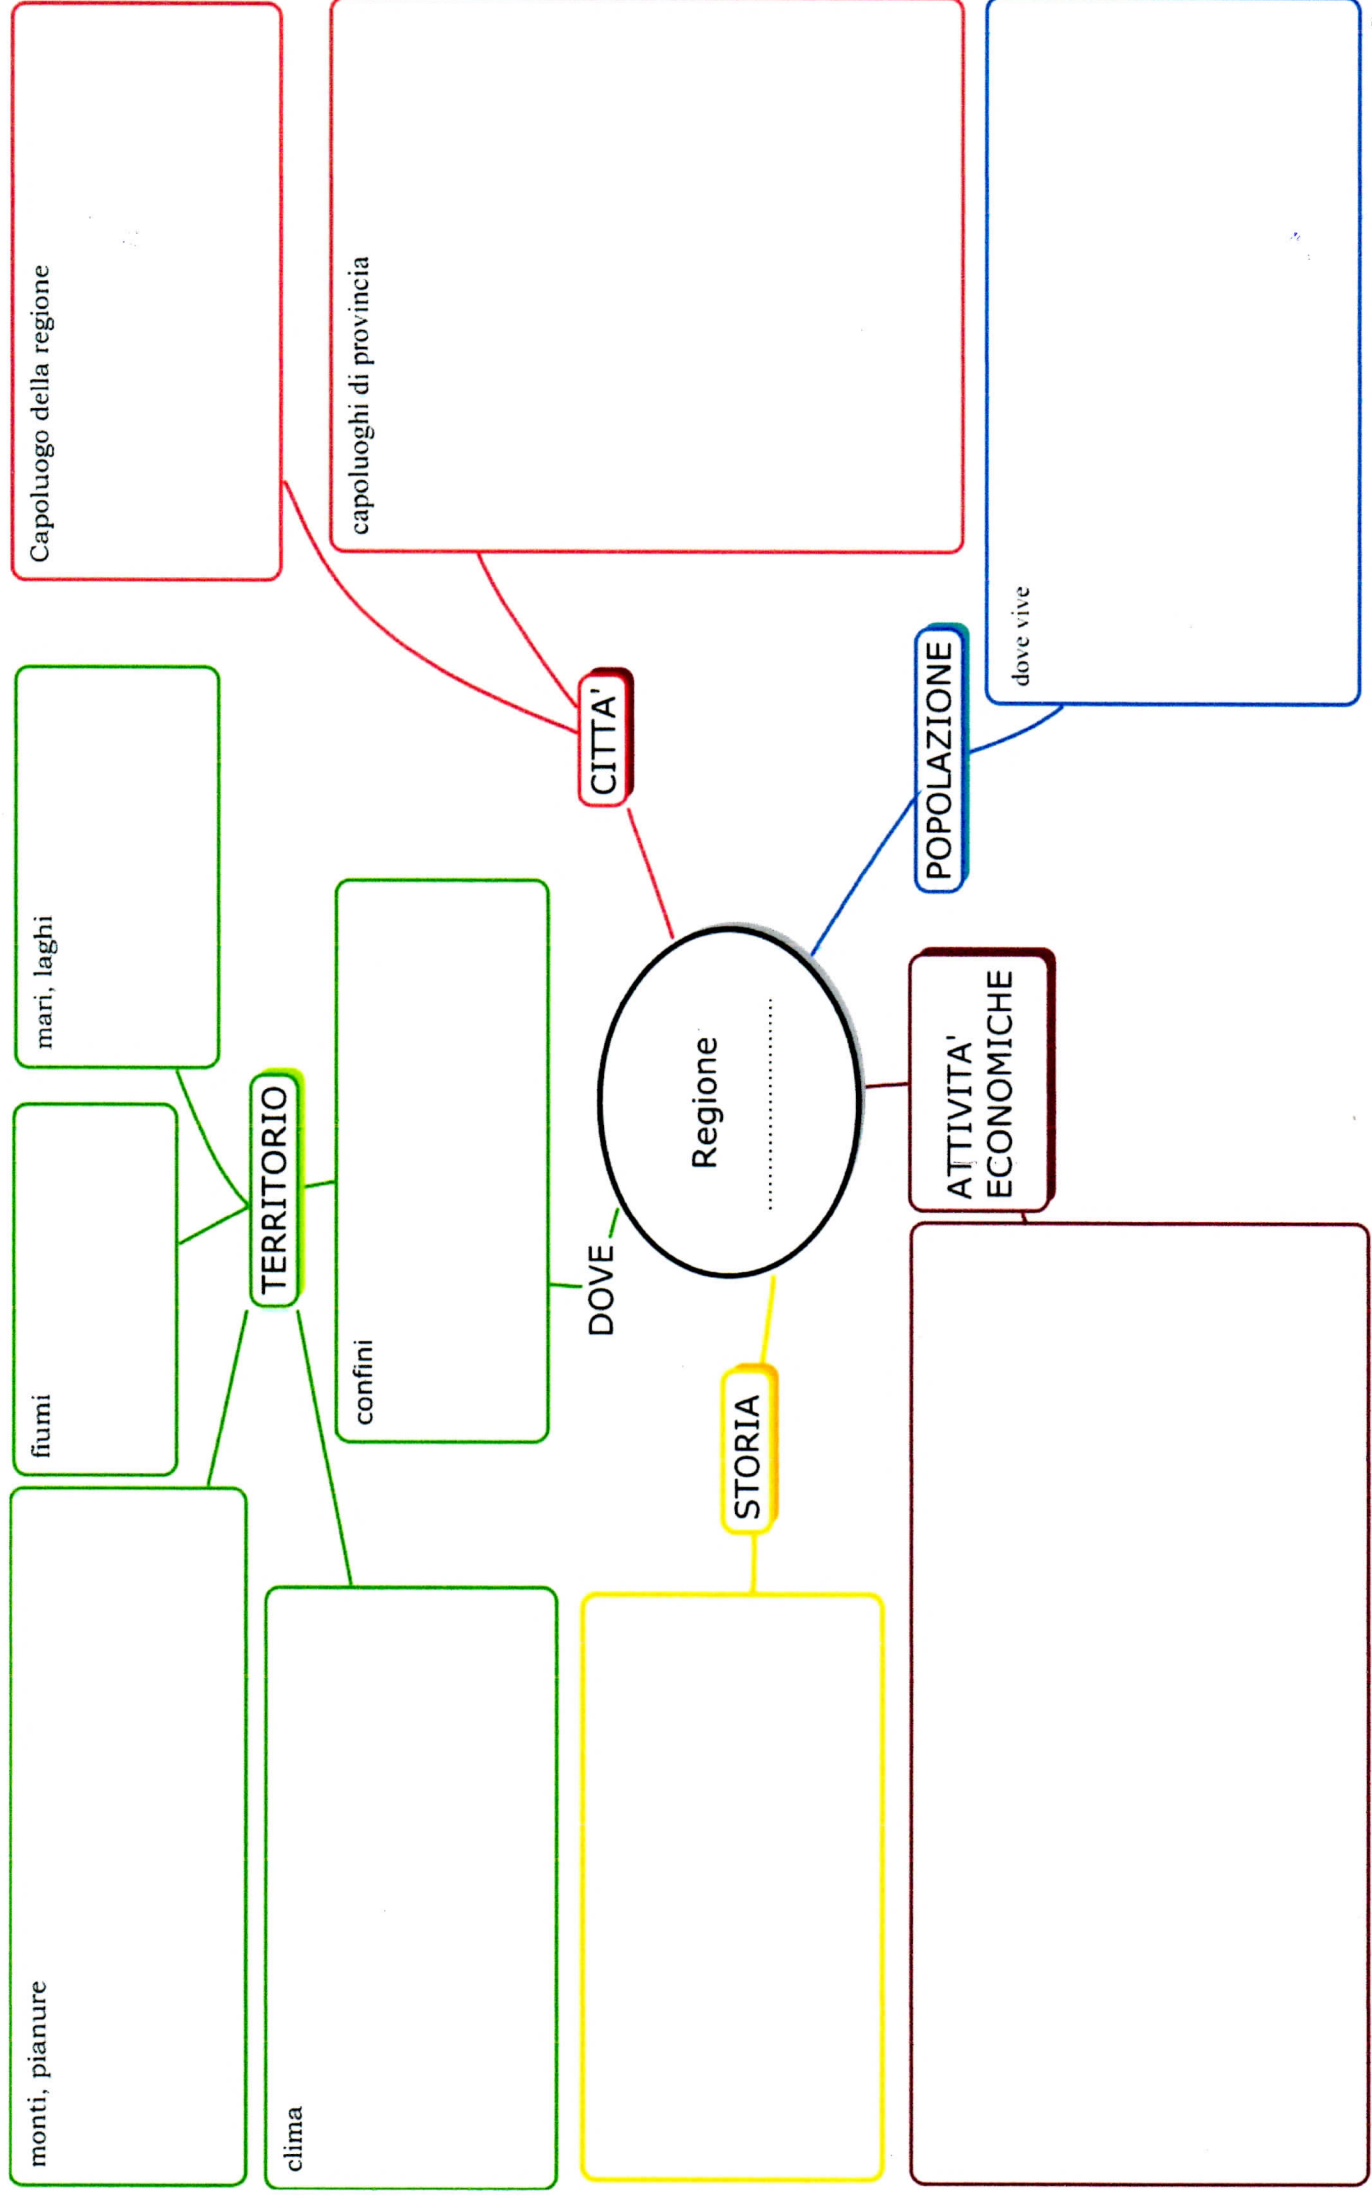 monti, pianure
fiumi
mari, laghi
Capoluogo della regione
clima
TERRITORIO
confini
capoluoghi di provincia
DOVE
CITTA'
Regione
..............................
STORIA
POPOLAZIONE
dove vive
ATTIVITA'
ECONOMICHE